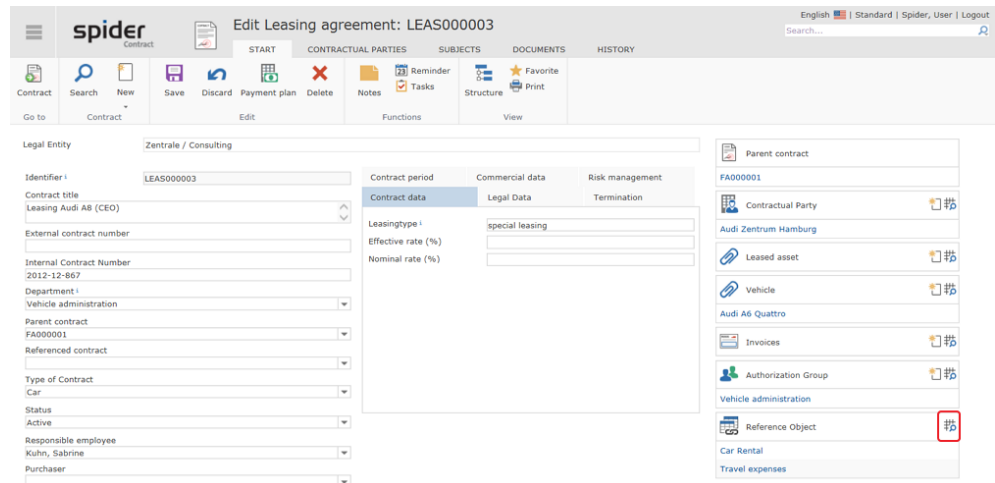 English | Standard | Spider, User | Logout
Search...
spider
Contract
Edit Leasing agreement: LEAS000003
START CONTRACTUAL PARTIES SUBJECTS DOCUMENTS HISTORY
Contract Search New Save Discard Payment plan Delete Notes 23 Reminder Tasks Structure Favorite Print
Go to Contract Edit Functions View
Legal Entity Zentrale / Consulting
Identifier i LEAS000003
Contract title
Leasing Audi A8 (CEO)
External contract number
Internal Contract Number
2012-12-867
Department i
Vehicle administration
Parent contract
FA000001
Referenced contract
Type of Contract
Car
Status
Active
Responsible employee
Kuhn, Sabrine
Purchaser
Contract period Commercial data Risk management
Contract data Legal Data Termination
Leasingtype i special leasing
Effective rate (%)
Nominal rate (%)
Parent contract
FA000001
Contractual Party
Audi Zentrum Hamburg
Leased asset
Vehicle
Audi A6 Quattro
Invoices
Authorization Group
Vehicle administration
Reference Object
Car Rental
Travel expenses